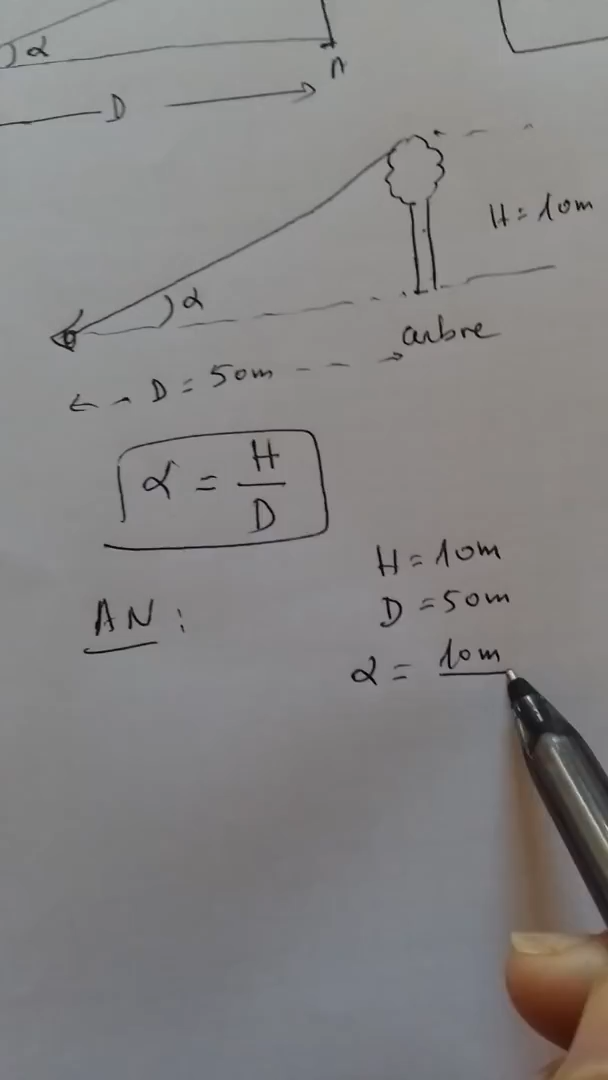 α
A
D
H = 10m
α
arbre
D = 50m
α = H / D
H = 10m
AN :
D = 50m
α = 10m